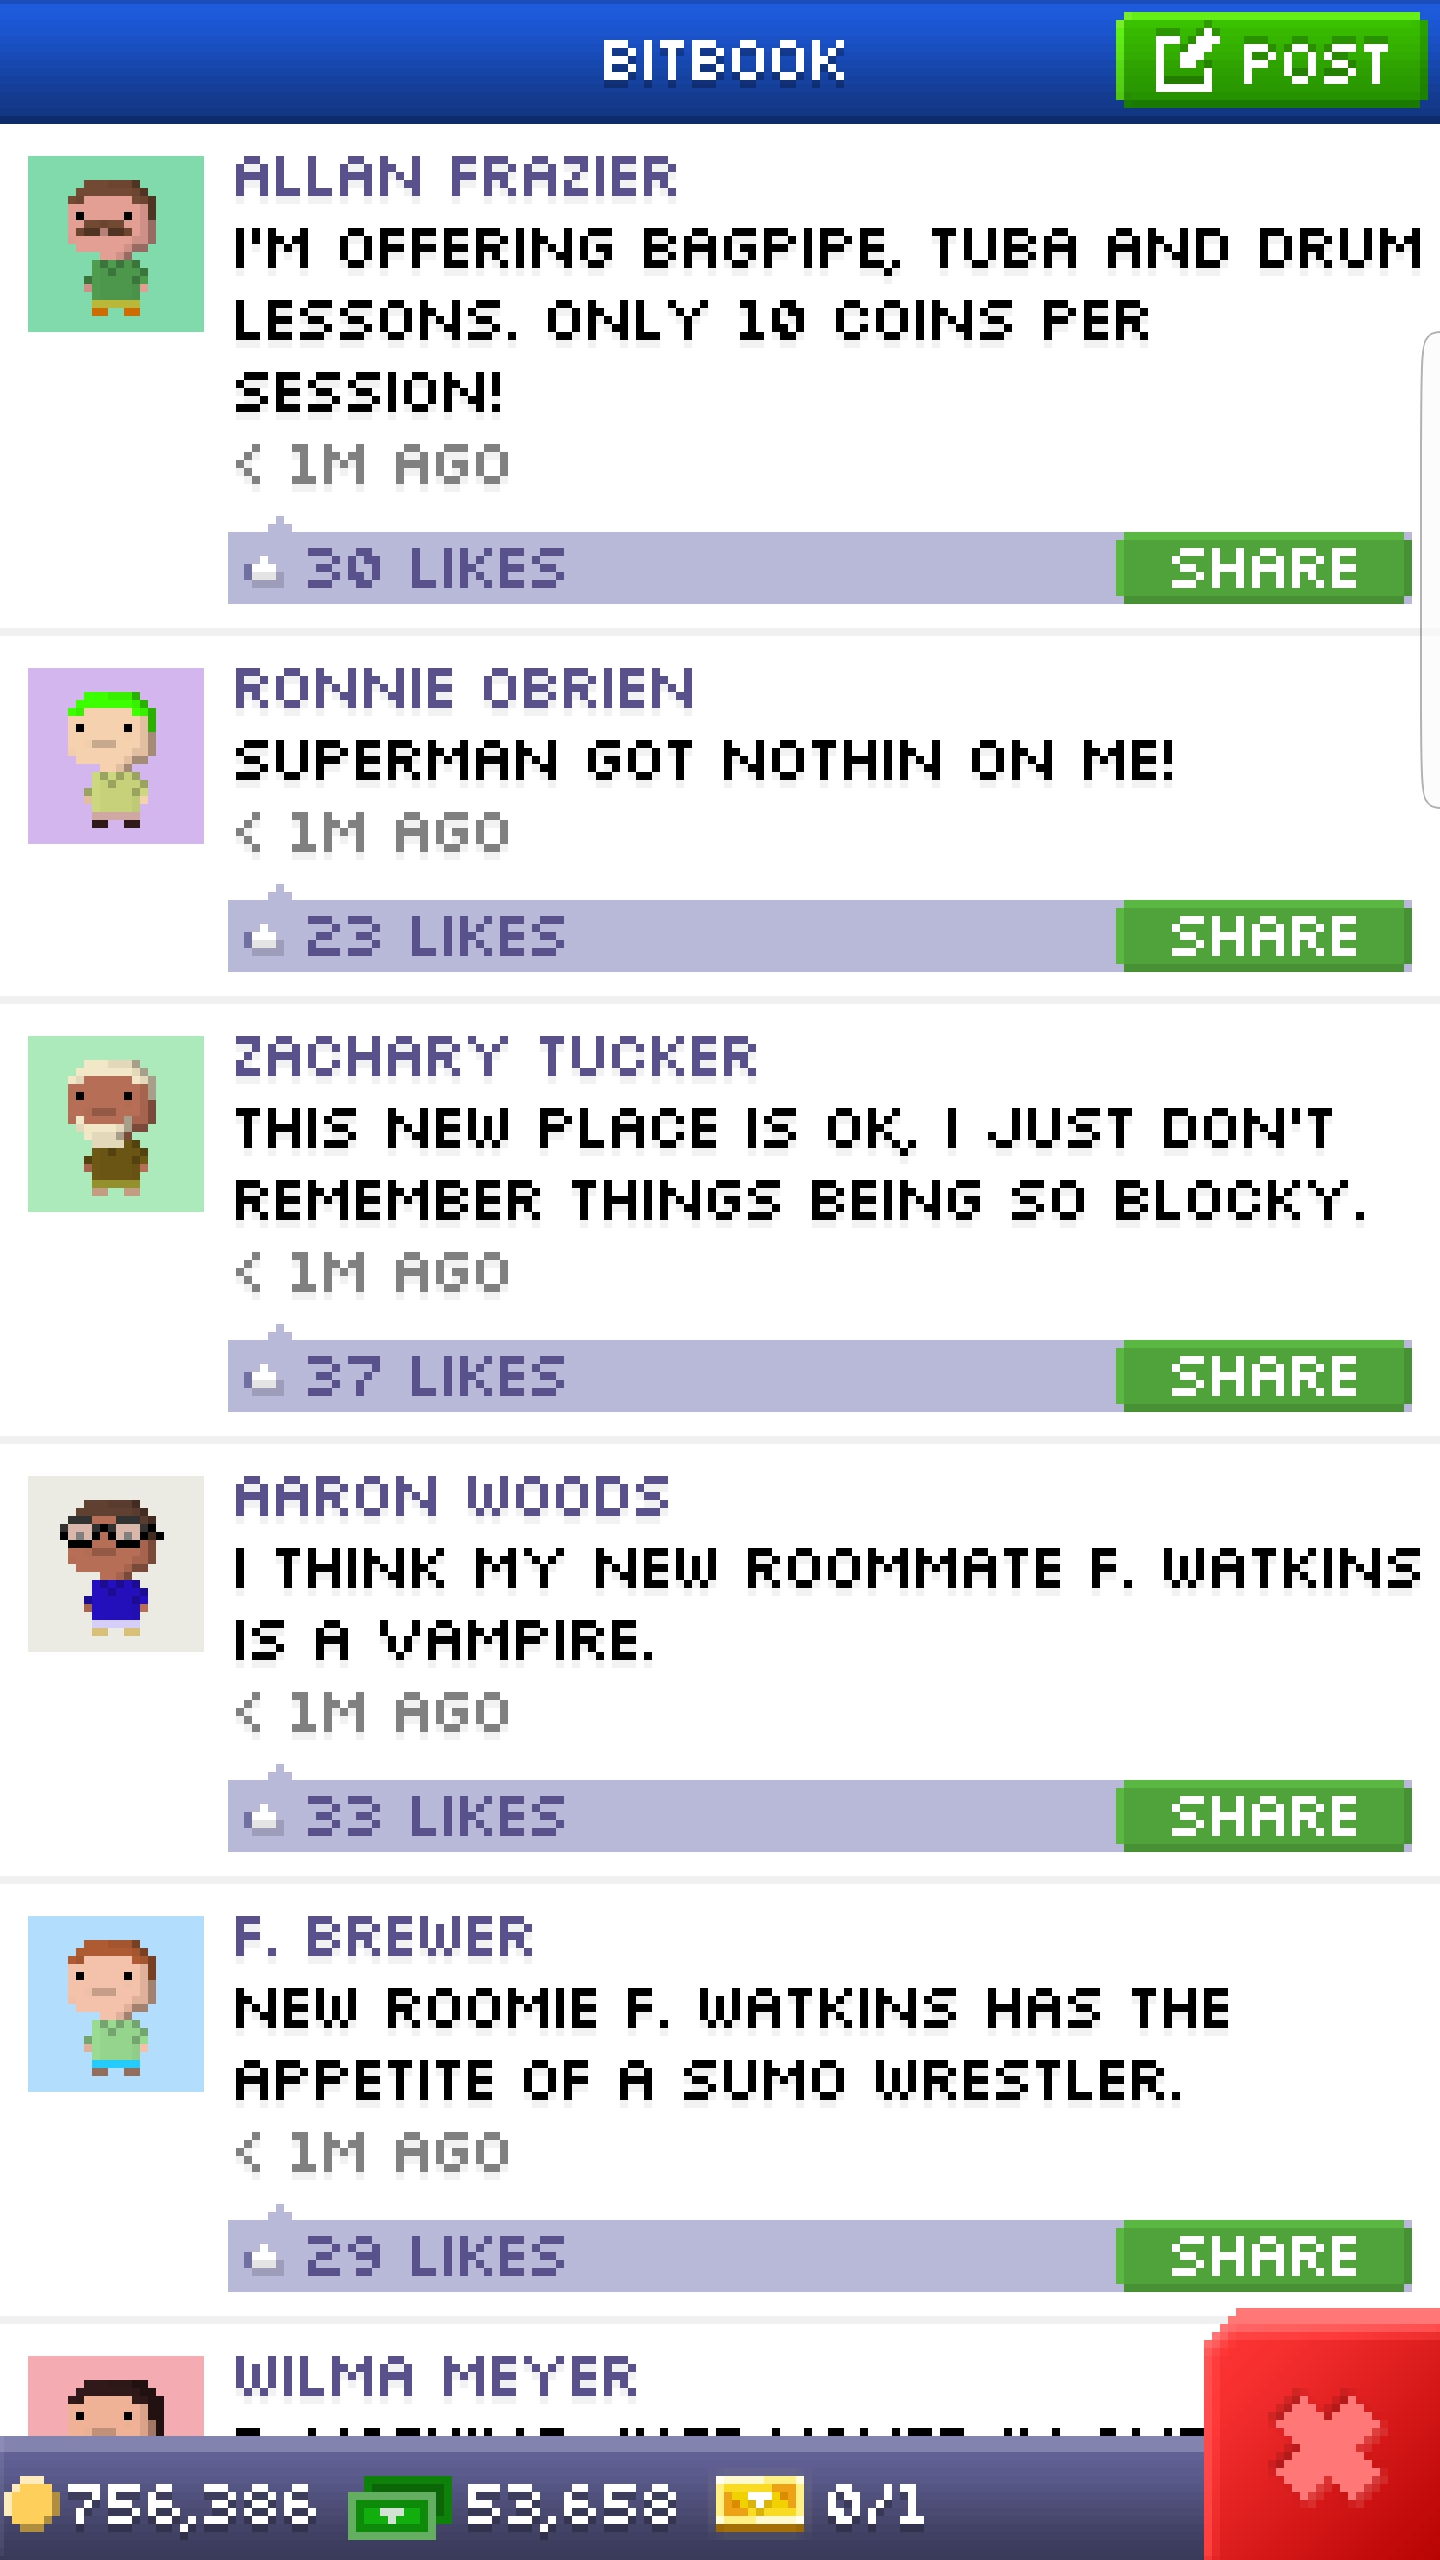 BITBOOK
POST
ALLAN FRAZIER
I'M OFFERING BAGPIPE, TUBA AND DRUM
LESSONS. ONLY 10 COINS PER
SESSION!
< 1M AGO
30 LIKES
SHARE
RONNIE OBRIEN
SUPERMAN GOT NOTHIN ON ME!
< 1M AGO
23 LIKES
SHARE
ZACHARY TUCKER
THIS NEW PLACE IS OK, I JUST DON'T
REMEMBER THINGS BEING SO BLOCKY.
< 1M AGO
37 LIKES
SHARE
AARON WOODS
I THINK MY NEW ROOMMATE F. WATKINS
IS A VAMPIRE.
< 1M AGO
33 LIKES
SHARE
F. BREWER
NEW ROOMIE F. WATKINS HAS THE
APPETITE OF A SUMO WRESTLER.
< 1M AGO
29 LIKES
SHARE
WILMA MEYER
756,386
53,658
0/1